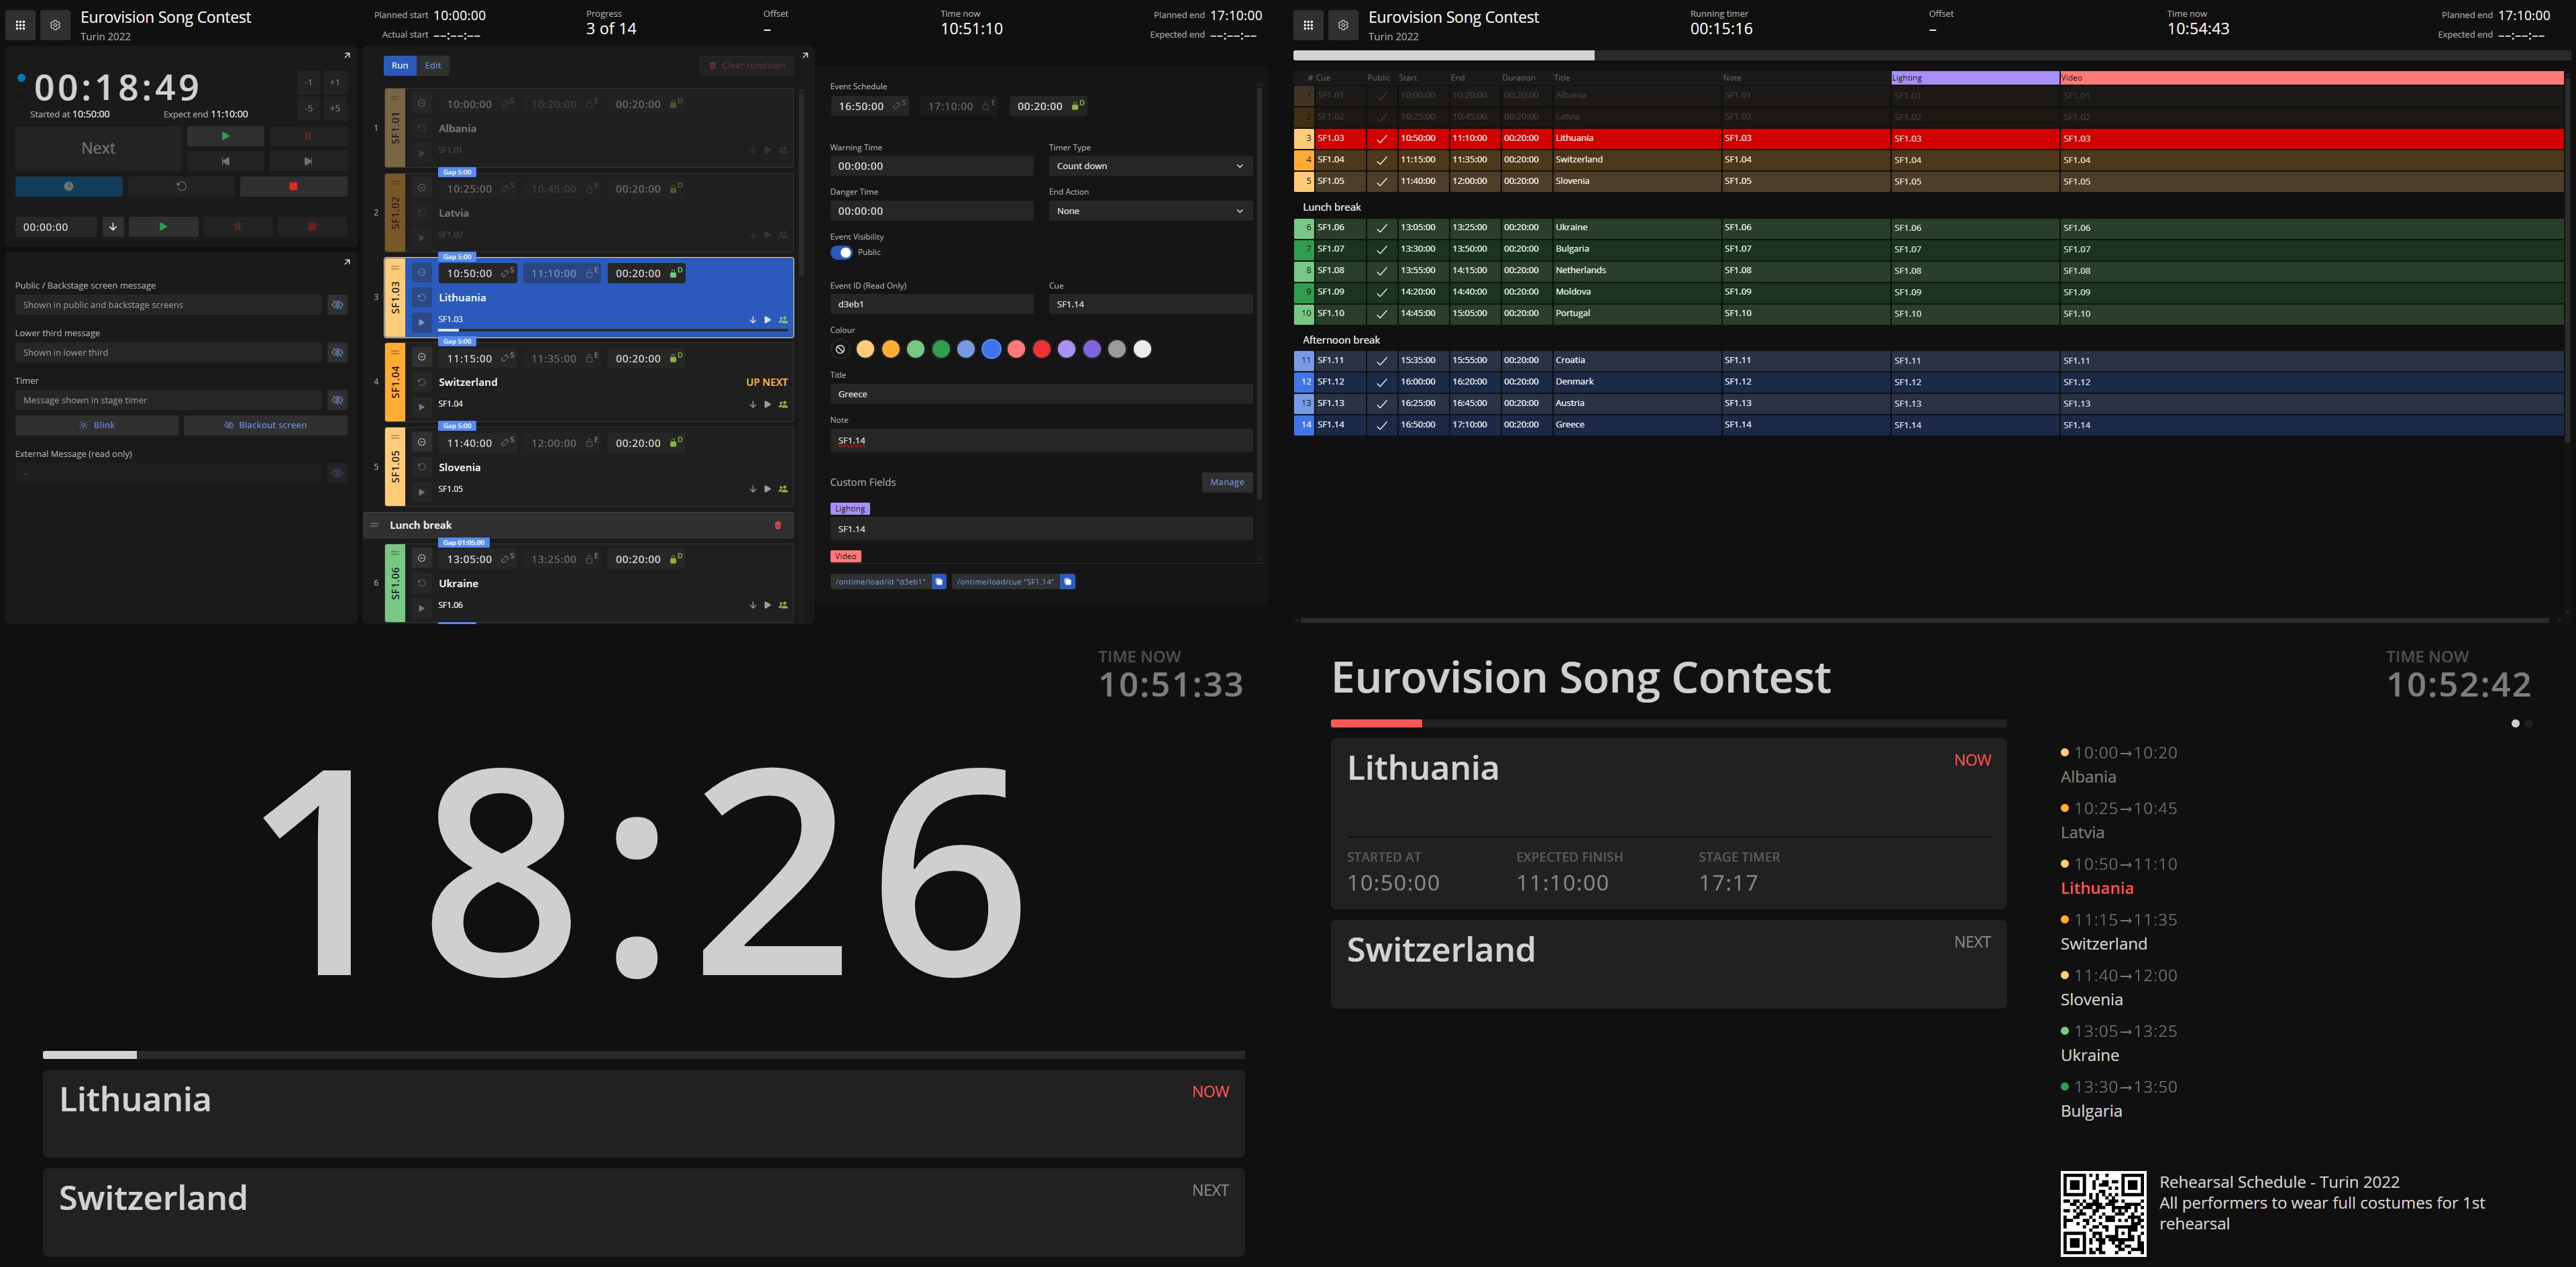 Eurovision Song Contest
Turin 2022
Planned start 10:00:00
Actual start --:--:--
Progress
3 of 14
Offset
–
Time now
10:51:10
Planned end 17:10:00
Expected end --:--:--
00:18:49
-1 +1
-5 +5
Started at 10:50:00 Expect end 11:10:00
Next
00:00:00
Public / Backstage screen message
Shown in public and backstage screens
Lower third message
Shown in lower third
Timer
Message shown in stage timer
Blink Blackout screen
External Message (read only)
–
Run Edit Clear rundown
1 SF1.01 10:00:00 S 10:20:00 E 00:20:00 D
Albania
SF1.01
Gap 5:00
2 SF1.02 10:25:00 S 10:45:00 E 00:20:00 D
Latvia
SF1.02
Gap 5:00
3 SF1.03 10:50:00 S 11:10:00 E 00:20:00 D
Lithuania
SF1.03
Gap 5:00
4 SF1.04 11:15:00 S 11:35:00 E 00:20:00 D
Switzerland UP NEXT
SF1.04
Gap 5:00
5 SF1.05 11:40:00 S 12:00:00 E 00:20:00 D
Slovenia
SF1.05
Lunch break
Gap 01:05:00
6 SF1.06 13:05:00 S 13:25:00 E 00:20:00 D
Ukraine
SF1.06
Event Schedule
16:50:00 S 17:10:00 E 00:20:00 D
Warning Time Timer Type
00:00:00 Count down
Danger Time End Action
00:00:00 None
Event Visibility
Public
Event ID (Read Only) Cue
d3eb1 SF1.14
Colour
Title
Greece
Note
SF1.14
Custom Fields Manage
Lighting
SF1.14
Video
/ontime/load/id "d3eb1" /ontime/load/cue "SF1.14"
Eurovision Song Contest
Turin 2022
Running timer
00:15:16
Offset
–
Time now
10:54:43
Planned end 17:10:00
Expected end --:--:--
# Cue Public Start End Duration Title Note Lighting Video
1 SF1.01 10:00:00 10:20:00 00:20:00 Albania SF1.01 SF1.01 SF1.01
2 SF1.02 10:25:00 10:45:00 00:20:00 Latvia SF1.02 SF1.02 SF1.02
3 SF1.03 10:50:00 11:10:00 00:20:00 Lithuania SF1.03 SF1.03 SF1.03
4 SF1.04 11:15:00 11:35:00 00:20:00 Switzerland SF1.04 SF1.04 SF1.04
5 SF1.05 11:40:00 12:00:00 00:20:00 Slovenia SF1.05 SF1.05 SF1.05
Lunch break
6 SF1.06 13:05:00 13:25:00 00:20:00 Ukraine SF1.06 SF1.06 SF1.06
7 SF1.07 13:30:00 13:50:00 00:20:00 Bulgaria SF1.07 SF1.07 SF1.07
8 SF1.08 13:55:00 14:15:00 00:20:00 Netherlands SF1.08 SF1.08 SF1.08
9 SF1.09 14:20:00 14:40:00 00:20:00 Moldova SF1.09 SF1.09 SF1.09
10 SF1.10 14:45:00 15:05:00 00:20:00 Portugal SF1.10 SF1.10 SF1.10
Afternoon break
11 SF1.11 15:35:00 15:55:00 00:20:00 Croatia SF1.11 SF1.11 SF1.11
12 SF1.12 16:00:00 16:20:00 00:20:00 Denmark SF1.12 SF1.12 SF1.12
13 SF1.13 16:25:00 16:45:00 00:20:00 Austria SF1.13 SF1.13 SF1.13
14 SF1.14 16:50:00 17:10:00 00:20:00 Greece SF1.14 SF1.14 SF1.14
TIME NOW
10:51:33
18:26
Lithuania NOW
Switzerland NEXT
Eurovision Song Contest
TIME NOW
10:52:42
Lithuania NOW
STARTED AT EXPECTED FINISH STAGE TIMER
10:50:00 11:10:00 17:17
Switzerland NEXT
10:00→10:20
Albania
10:25→10:45
Latvia
10:50→11:10
Lithuania
11:15→11:35
Switzerland
11:40→12:00
Slovenia
13:05→13:25
Ukraine
13:30→13:50
Bulgaria
Rehearsal Schedule - Turin 2022
All performers to wear full costumes for 1st
rehearsal